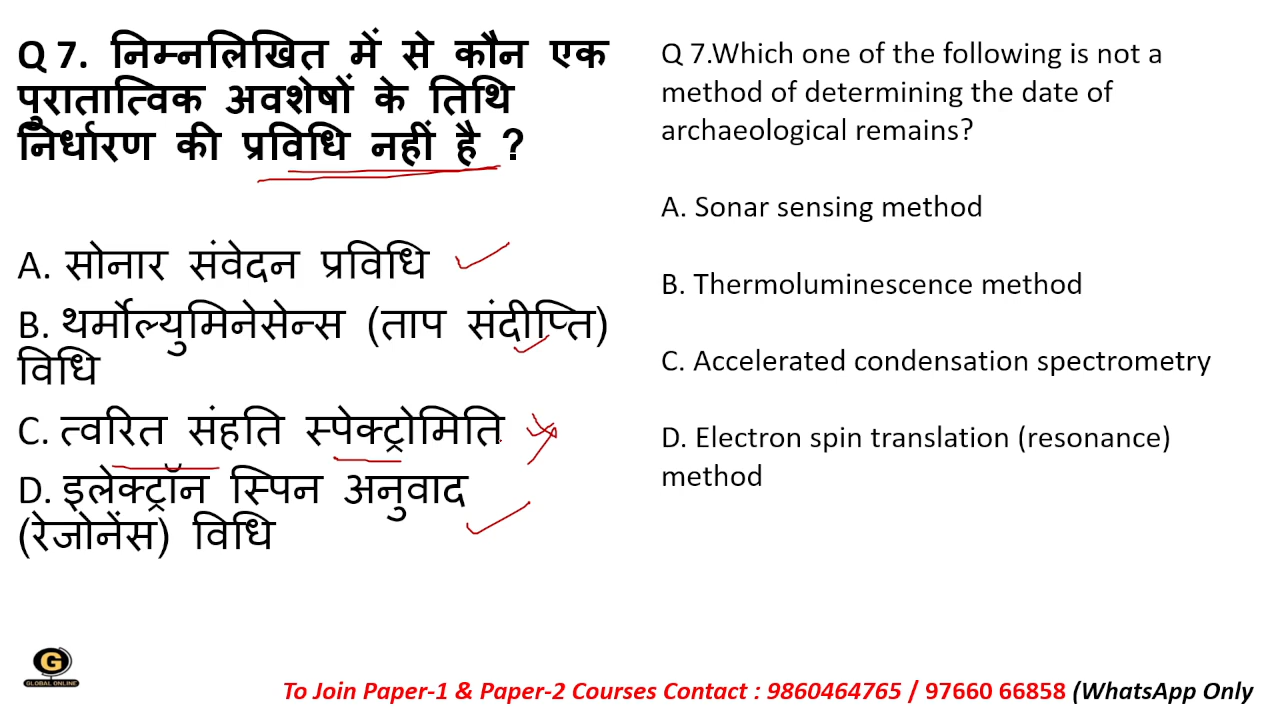 Q 7. निम्नलिखित में से कौन एक
पुरातात्विक अवशेषों के तिथि
निर्धारण की प्रविधि नहीं है ?
A. सोनार संवेदन प्रविधि
B. थर्मोल्युमिनेसेन्स (ताप संदीप्ति)
विधि
C. त्वरित संहति स्पेक्ट्रोमिति
D. इलेक्ट्रॉन स्पिन अनुवाद
(रेजोनेंस) विधि
Q 7.Which one of the following is not a
method of determining the date of
archaeological remains?
A. Sonar sensing method
B. Thermoluminescence method
C. Accelerated condensation spectrometry
D. Electron spin translation (resonance)
method
G
GLOBAL ONLINE
To Join Paper-1 & Paper-2 Courses Contact : 9860464765 / 97660 66858 (WhatsApp Only